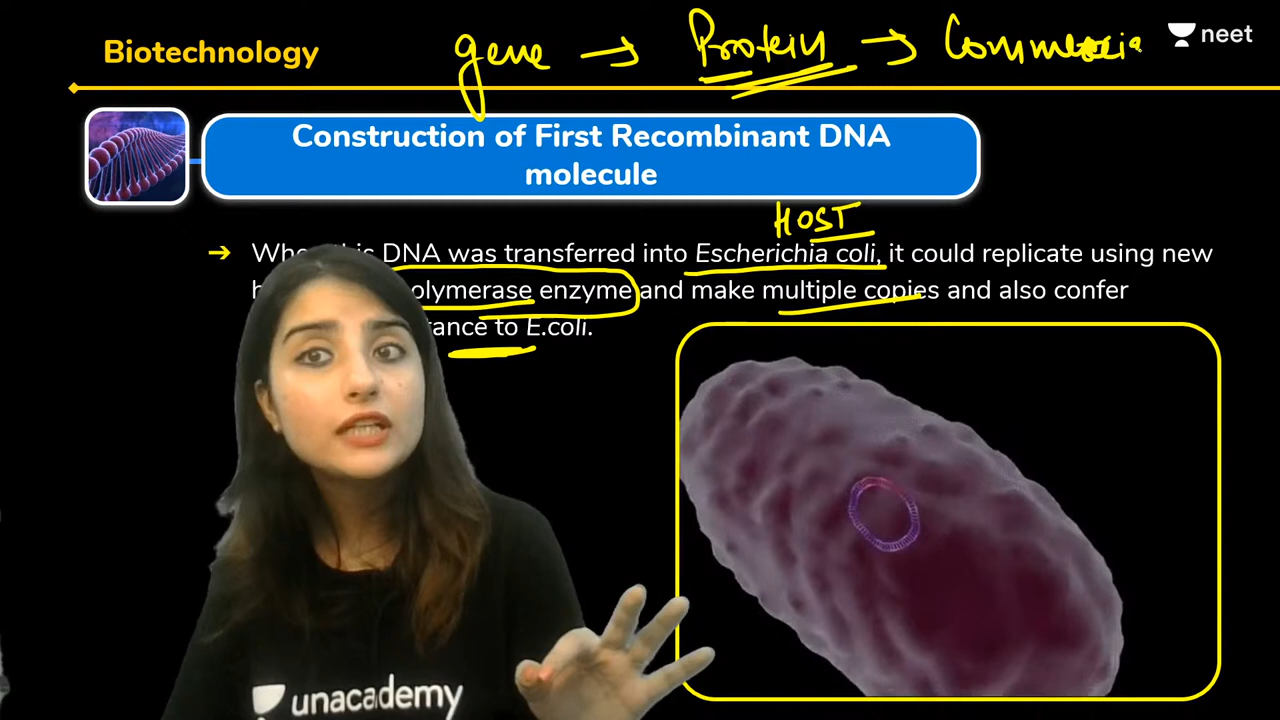 Biotechnology
gene → Protein → Commercia
neet
Construction of First Recombinant DNA
molecule
HOST
DNA was transferred into Escherichia coli, it could replicate using new
olymerase enzyme and make multiple copies and also confer
tance to E.coli.
unacademy